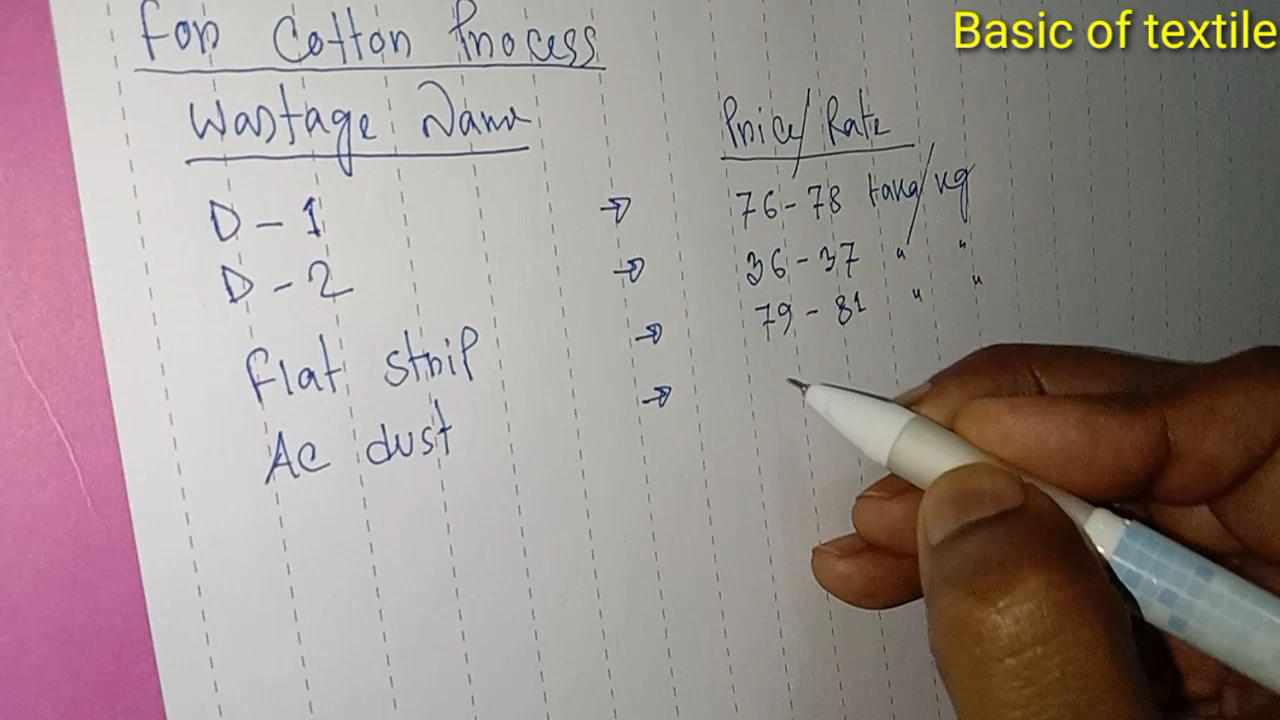 Basic of textile
For Cotton Process
Wastage Name Price/Rate
D-1 → 76-78 taka/kg
D-2 → 36-37 " "
Flat strip → 79-81 " "
AC dust →